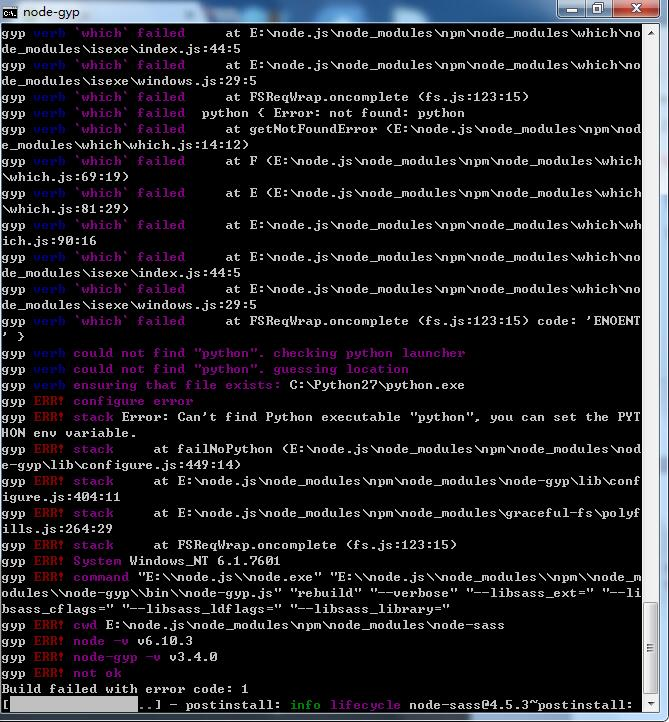 node-gyp
gyp verb `which` failed     at E:\node.js\node_modules\npm\node_modules\which\no
de_modules\isexe\index.js:44:5
gyp verb `which` failed     at E:\node.js\node_modules\npm\node_modules\which\no
de_modules\isexe\windows.js:29:5
gyp verb `which` failed     at FSReqWrap.oncomplete (fs.js:123:15)
gyp verb `which` failed  python { Error: not found: python
gyp verb `which` failed     at getNotFoundError (E:\node.js\node_modules\npm\nod
e_modules\which\which.js:14:12)
gyp verb `which` failed     at F (E:\node.js\node_modules\npm\node_modules\which
\which.js:69:19)
gyp verb `which` failed     at E (E:\node.js\node_modules\npm\node_modules\which
\which.js:81:29)
gyp verb `which` failed     at E:\node.js\node_modules\npm\node_modules\which\wh
ich.js:90:16
gyp verb `which` failed     at E:\node.js\node_modules\npm\node_modules\which\no
de_modules\isexe\index.js:44:5
gyp verb `which` failed     at E:\node.js\node_modules\npm\node_modules\which\no
de_modules\isexe\windows.js:29:5
gyp verb `which` failed     at FSReqWrap.oncomplete (fs.js:123:15) code: 'ENOENT
' }
gyp verb could not find "python". checking python launcher
gyp verb could not find "python". guessing location
gyp verb ensuring that file exists: C:\Python27\python.exe
gyp ERR! configure error
gyp ERR! stack Error: Can't find Python executable "python", you can set the PYT
HON env variable.
gyp ERR! stack     at failNoPython (E:\node.js\node_modules\npm\node_modules\nod
e-gyp\lib\configure.js:449:14)
gyp ERR! stack     at E:\node.js\node_modules\npm\node_modules\node-gyp\lib\conf
igure.js:404:11
gyp ERR! stack     at E:\node.js\node_modules\npm\node_modules\graceful-fs\polyf
ills.js:264:29
gyp ERR! stack     at FSReqWrap.oncomplete (fs.js:123:15)
gyp ERR! System Windows_NT 6.1.7601
gyp ERR! command "E:\\node.js\\node.exe" "E:\\node.js\\node_modules\\npm\\node_m
odules\\node-gyp\\bin\\node-gyp.js" "rebuild" "--verbose" "--libsass_ext=" "--li
bsass_cflags=" "--libsass_ldflags=" "--libsass_library="
gyp ERR! cwd E:\node.js\node_modules\npm\node_modules\node-sass
gyp ERR! node -v v6.10.3
gyp ERR! node-gyp -v v3.4.0
gyp ERR! not ok
Build failed with error code: 1
[..] - postinstall: info lifecycle node-sass@4.5.3~postinstall: